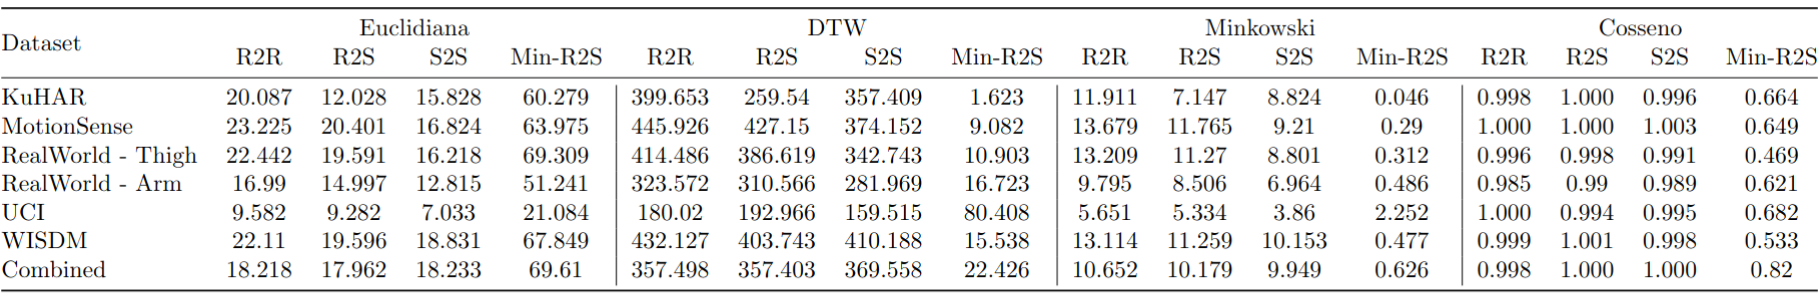 Dataset Euclidiana DTW Minkowski Cosseno
R2R R2S S2S Min-R2S R2R R2S S2S Min-R2S R2R R2S S2S Min-R2S R2R R2S S2S Min-R2S
KuHAR 20.087 12.028 15.828 60.279 399.653 259.54 357.409 1.623 11.911 7.147 8.824 0.046 0.998 1.000 0.996 0.664
MotionSense 23.225 20.401 16.824 63.975 445.926 427.15 374.152 9.082 13.679 11.765 9.21 0.29 1.000 1.000 1.003 0.649
RealWorld - Thigh 22.442 19.591 16.218 69.309 414.486 386.619 342.743 10.903 13.209 11.27 8.801 0.312 0.996 0.998 0.991 0.469
RealWorld - Arm 16.99 14.997 12.815 51.241 323.572 310.566 281.969 16.723 9.795 8.506 6.964 0.486 0.985 0.99 0.989 0.621
UCI 9.582 9.282 7.033 21.084 180.02 192.966 159.515 80.408 5.651 5.334 3.86 2.252 1.000 0.994 0.995 0.682
WISDM 22.11 19.596 18.831 67.849 432.127 403.743 410.188 15.538 13.114 11.259 10.153 0.477 0.999 1.001 0.998 0.533
Combined 18.218 17.962 18.233 69.61 357.498 357.403 369.558 22.426 10.652 10.179 9.949 0.626 0.998 1.000 1.000 0.82